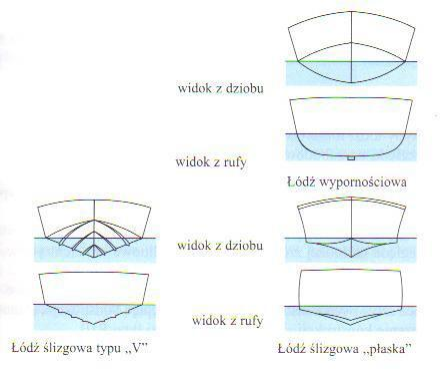 widok z dziobu
widok z rufy
Łódź wypornościowa
widok z dziobu
widok z rufy
Łódź ślizgowa typu ,,V”
Łódź ślizgowa ,,płaska”